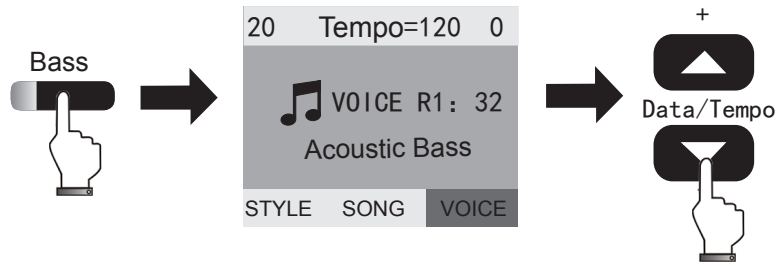 Bass
20 Tempo=120 0
VOICE R1: 32
Acoustic Bass
STYLE SONG VOICE
+
Data/Tempo
-